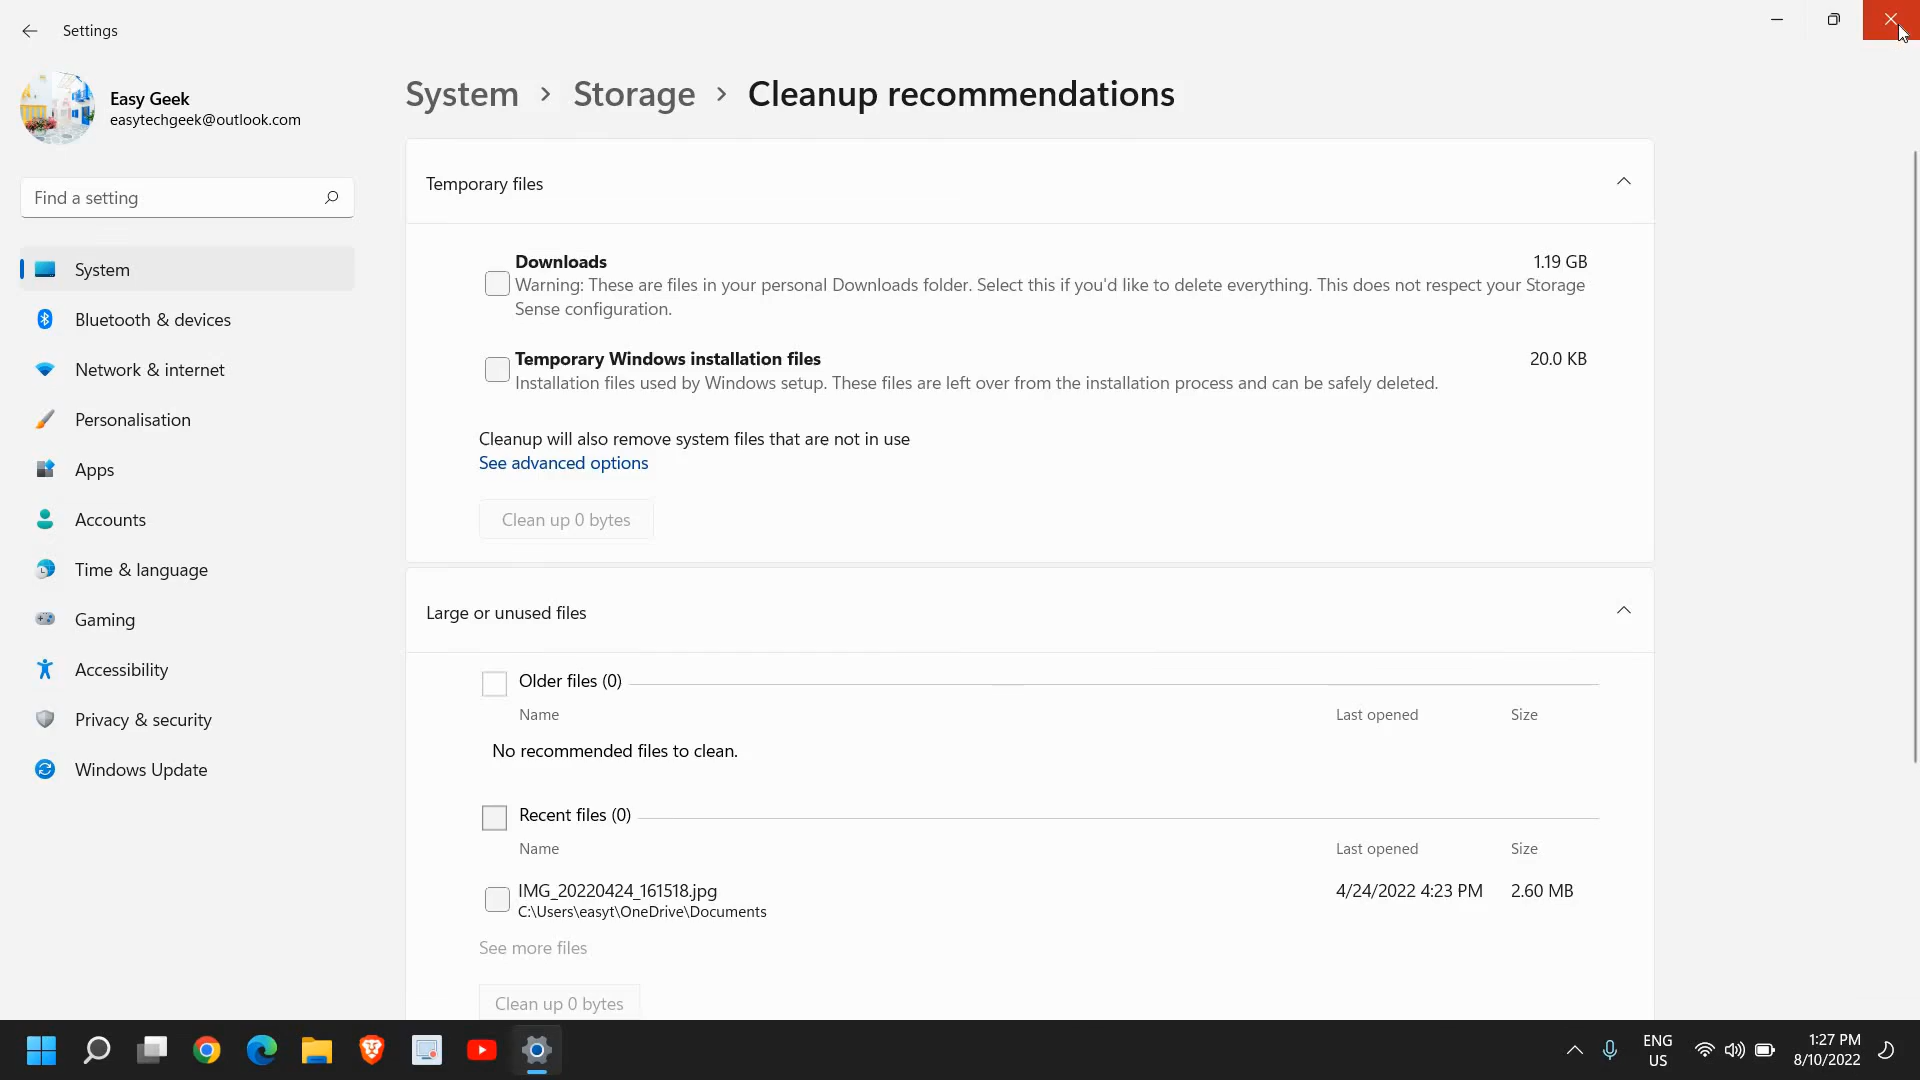 Settings
Easy Geek
easytechgeek@outlook.com
Find a setting
System
Bluetooth & devices
Network & internet
Personalisation
Apps
Accounts
Time & language
Gaming
Accessibility
Privacy & security
Windows Update
System > Storage > Cleanup recommendations
Temporary files
Downloads 1.19 GB
Warning: These are files in your personal Downloads folder. Select this if you'd like to delete everything. This does not respect your Storage
Sense configuration.
Temporary Windows installation files 20.0 KB
Installation files used by Windows setup. These files are left over from the installation process and can be safely deleted.
Cleanup will also remove system files that are not in use
See advanced options
Clean up 0 bytes
Large or unused files
Older files (0)
Name Last opened Size
No recommended files to clean.
Recent files (0)
Name Last opened Size
IMG_20220424_161518.jpg 4/24/2022 4:23 PM 2.60 MB
C:\Users\easyt\OneDrive\Documents
See more files
Clean up 0 bytes
ENG
US
1:27 PM
8/10/2022